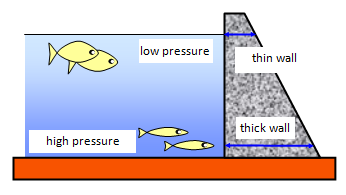 low pressure
thin wall
high pressure
thick wall